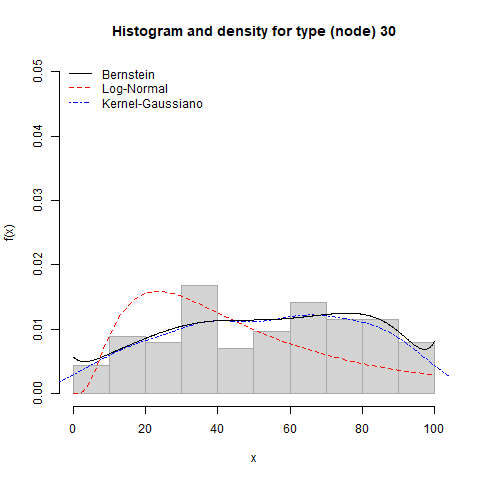 Histogram and density for type (node) 30
Bernstein
Log-Normal
Kernel-Gaussiano
0.05
0.04
0.03
0.02
0.01
0.00
f(x)
0 20 40 60 80 100
x